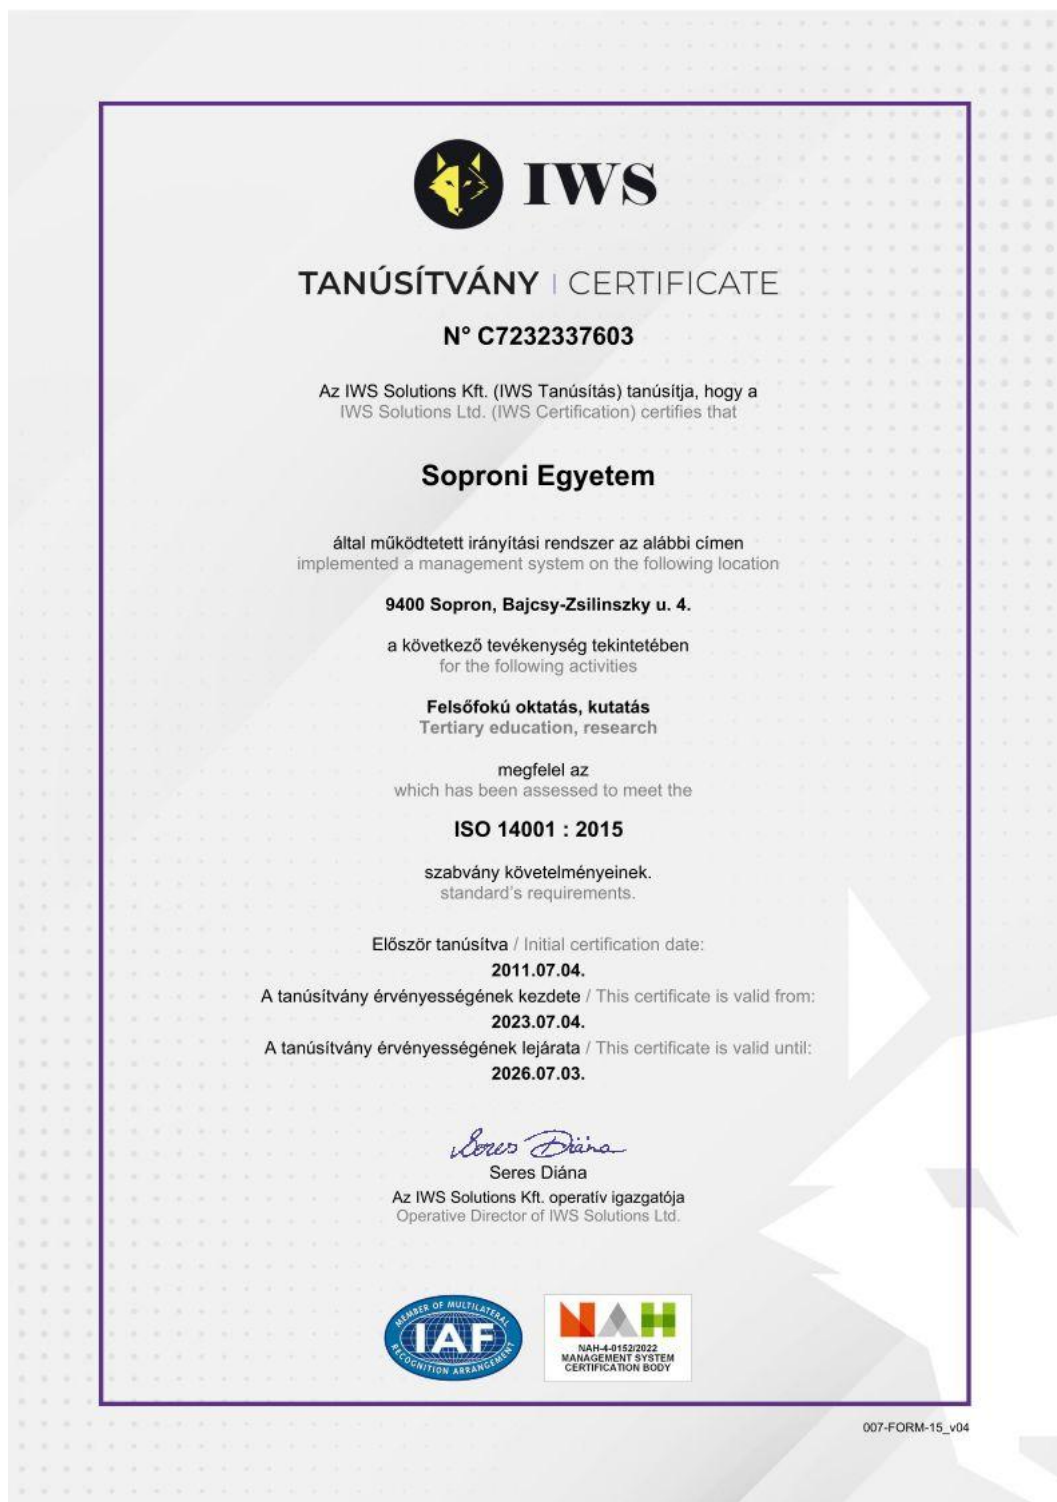 IWS
TANÚSÍTVÁNY | CERTIFICATE
N° C7232337603
Az IWS Solutions Kft. (IWS Tanúsítás) tanúsítja, hogy a
IWS Solutions Ltd. (IWS Certification) certifies that
Soproni Egyetem
által működtetett irányítási rendszer az alábbi címen
implemented a management system on the following location
9400 Sopron, Bajcsy-Zsilinszky u. 4.
a következő tevékenység tekintetében
for the following activities
Felsőfokú oktatás, kutatás
Tertiary education, research
megfelel az
which has been assessed to meet the
ISO 14001 : 2015
szabvány követelményeinek.
standard's requirements.
Először tanúsítva / Initial certification date:
2011.07.04.
A tanúsítvány érvényességének kezdete / This certificate is valid from:
2023.07.04.
A tanúsítvány érvényességének lejárata / This certificate is valid until:
2026.07.03.
Seres Diána
Seres Diána
Az IWS Solutions Kft. operatív igazgatója
Operative Director of IWS Solutions Ltd.
MEMBER OF MULTILATERAL
IAF
RECOGNITION ARRANGEMENT
NAH
NAH-4-0152/2022
MANAGEMENT SYSTEM
CERTIFICATION BODY
007-FORM-15_v04